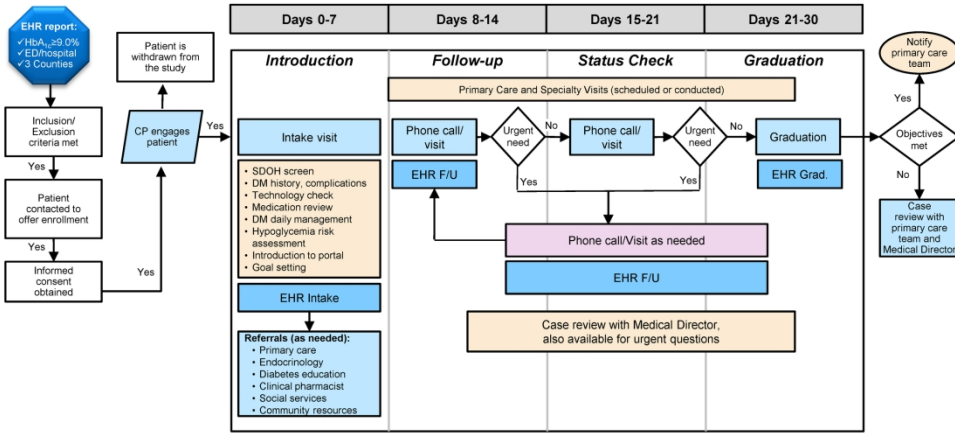 EHR report:
✓HbA1c≥9.0%
✓ED/hospital
✓3 Counties
Inclusion/
Exclusion
criteria met
Yes
Patient
contacted to
offer enrollment
Yes
Informed
consent
obtained
Yes
Patient is
withdrawn from
the study
CP engages
patient
Yes
Days 0-7
Days 8-14
Days 15-21
Days 21-30
Introduction
Follow-up
Status Check
Graduation
Primary Care and Specialty Visits (scheduled or conducted)
Intake visit
• SDOH screen
• DM history, complications
• Technology check
• Medication review
• DM daily management
• Hypoglycemia risk
assessment
• Introduction to portal
• Goal setting
EHR Intake
Referrals (as needed):
• Primary care
• Endocrinology
• Diabetes education
• Clinical pharmacist
• Social services
• Community resources
Phone call/
visit
EHR F/U
Urgent
need
No
Yes
Phone call/
visit
Urgent
need
No
Yes
Graduation
EHR Grad.
Phone call/Visit as needed
EHR F/U
Case review with Medical Director,
also available for urgent questions
Notify
primary care
team
Yes
Objectives
met
No
Case
review with
primary care
team and
Medical Director